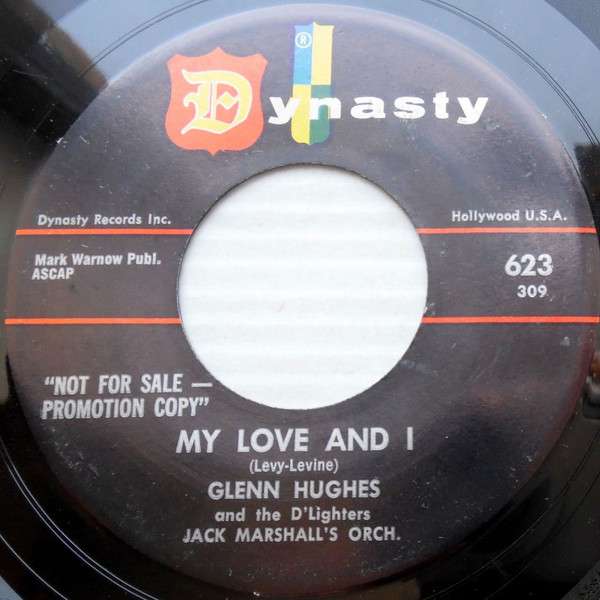 Dynasty
®
Dynasty Records Inc.
Hollywood U.S.A.
Mark Warnow Publ.
ASCAP
623
309
"NOT FOR SALE —
PROMOTION COPY"
MY LOVE AND I
(Levy-Levine)
GLENN HUGHES
and the D'Lighters
JACK MARSHALL'S ORCH.